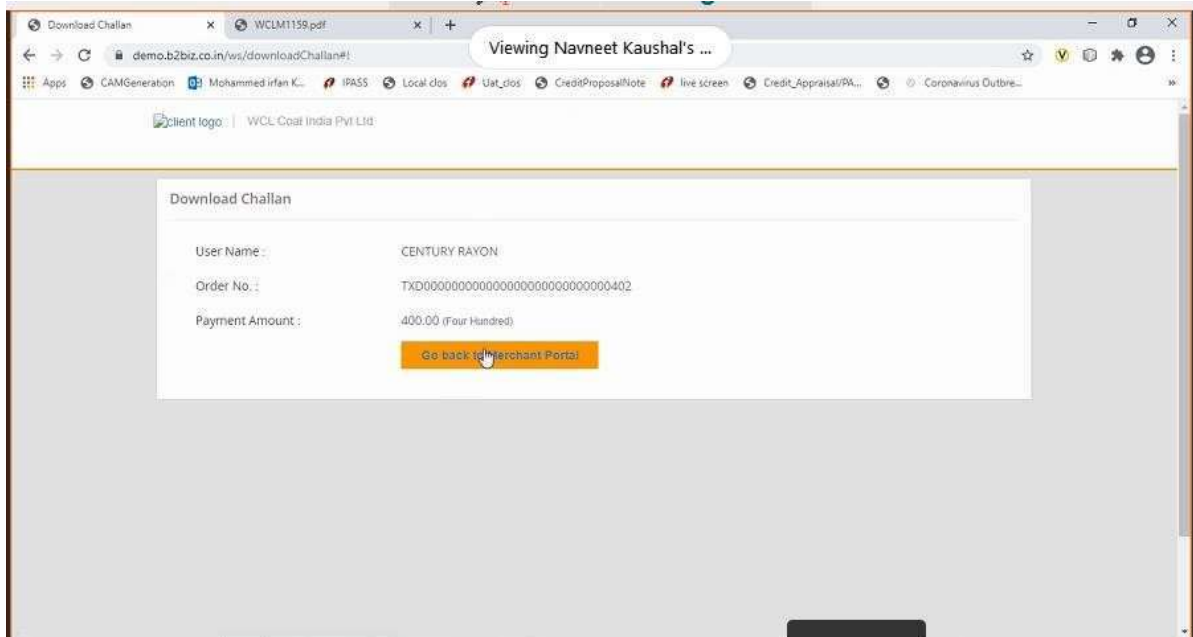 Download Challan
WCLM1159.pdf
demo.b2biz.co.in/ws/downloadChallan#!
Viewing Navneet Kaushal's ...
Apps CAMGeneration Mohammed irfan K... IPASS Local clos Uat_clos CreditProposalNote live screen Credit_Appraisal/PA... Coronavirus Outbre...
client logo | WCL Coal India Pvt Ltd
Download Challan
User Name : CENTURY RAYON
Order No. :
Payment Amount : 400.00 (Four Hundred)
Go back to Merchant Portal